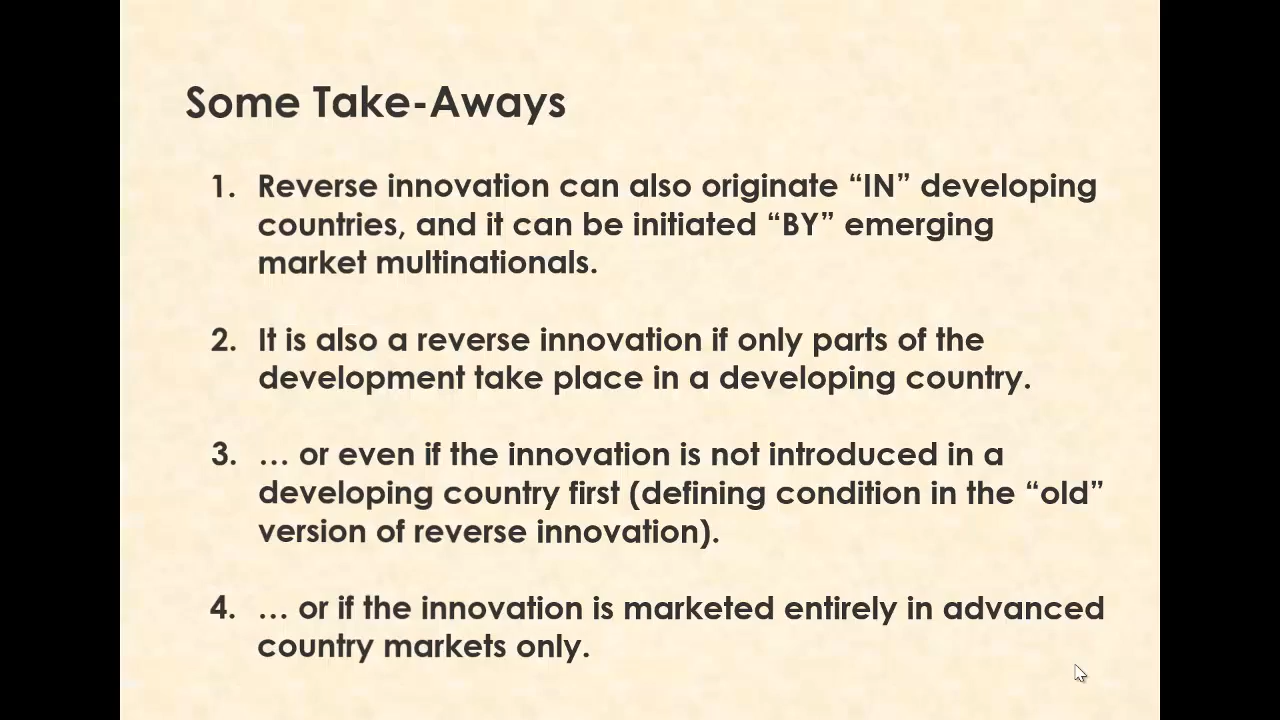 Some Take-Aways
1. Reverse innovation can also originate “IN” developing
countries, and it can be initiated “BY” emerging
market multinationals.
2. It is also a reverse innovation if only parts of the
development take place in a developing country.
3. … or even if the innovation is not introduced in a
developing country first (defining condition in the “old”
version of reverse innovation).
4. … or if the innovation is marketed entirely in advanced
country markets only.